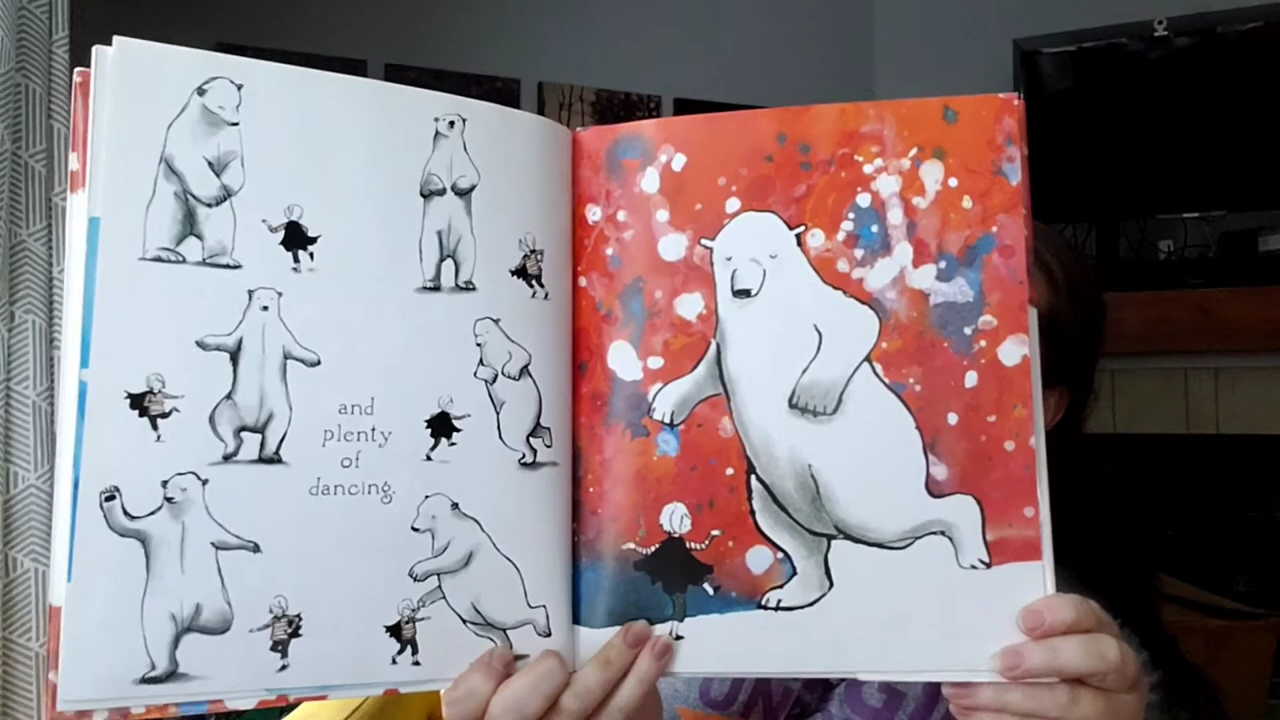 and
plenty
of
dancing.